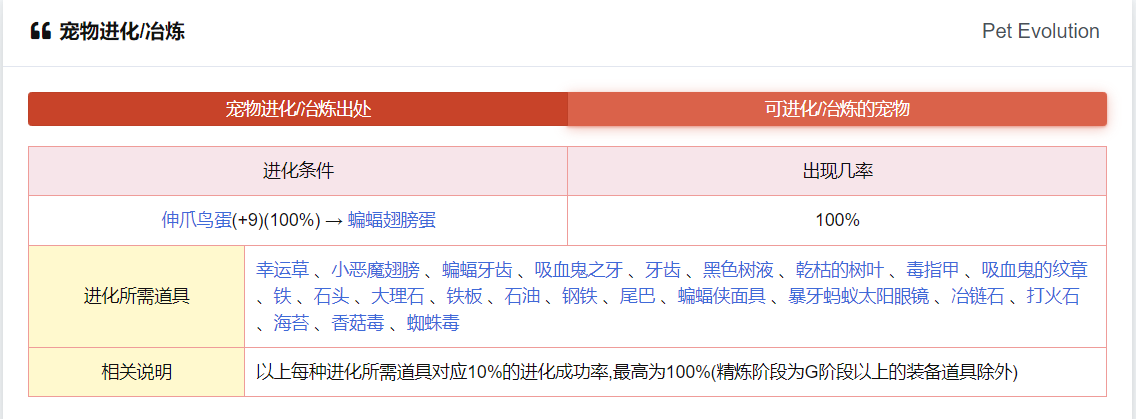 宠物进化/冶炼
Pet Evolution
宠物进化/冶炼出处
可进化/冶炼的宠物
进化条件
出现几率
伸爪鸟蛋(+9)(100%) → 蝙蝠翅膀蛋
100%
进化所需道具
幸运草 、小恶魔翅膀 、蝙蝠牙齿 、吸血鬼之牙 、牙齿 、黑色树液 、乾枯的树叶 、毒指甲 、吸血鬼的纹章
、铁 、石头 、大理石 、铁板 、石油 、钢铁 、尾巴 、蝙蝠侠面具 、暴牙蚂蚁太阳眼镜 、冶链石 、打火石
、海苔 、香菇毒 、蜘蛛毒
相关说明
以上每种进化所需道具对应10%的进化成功率,最高为100%(精炼阶段为G阶段以上的装备道具除外)